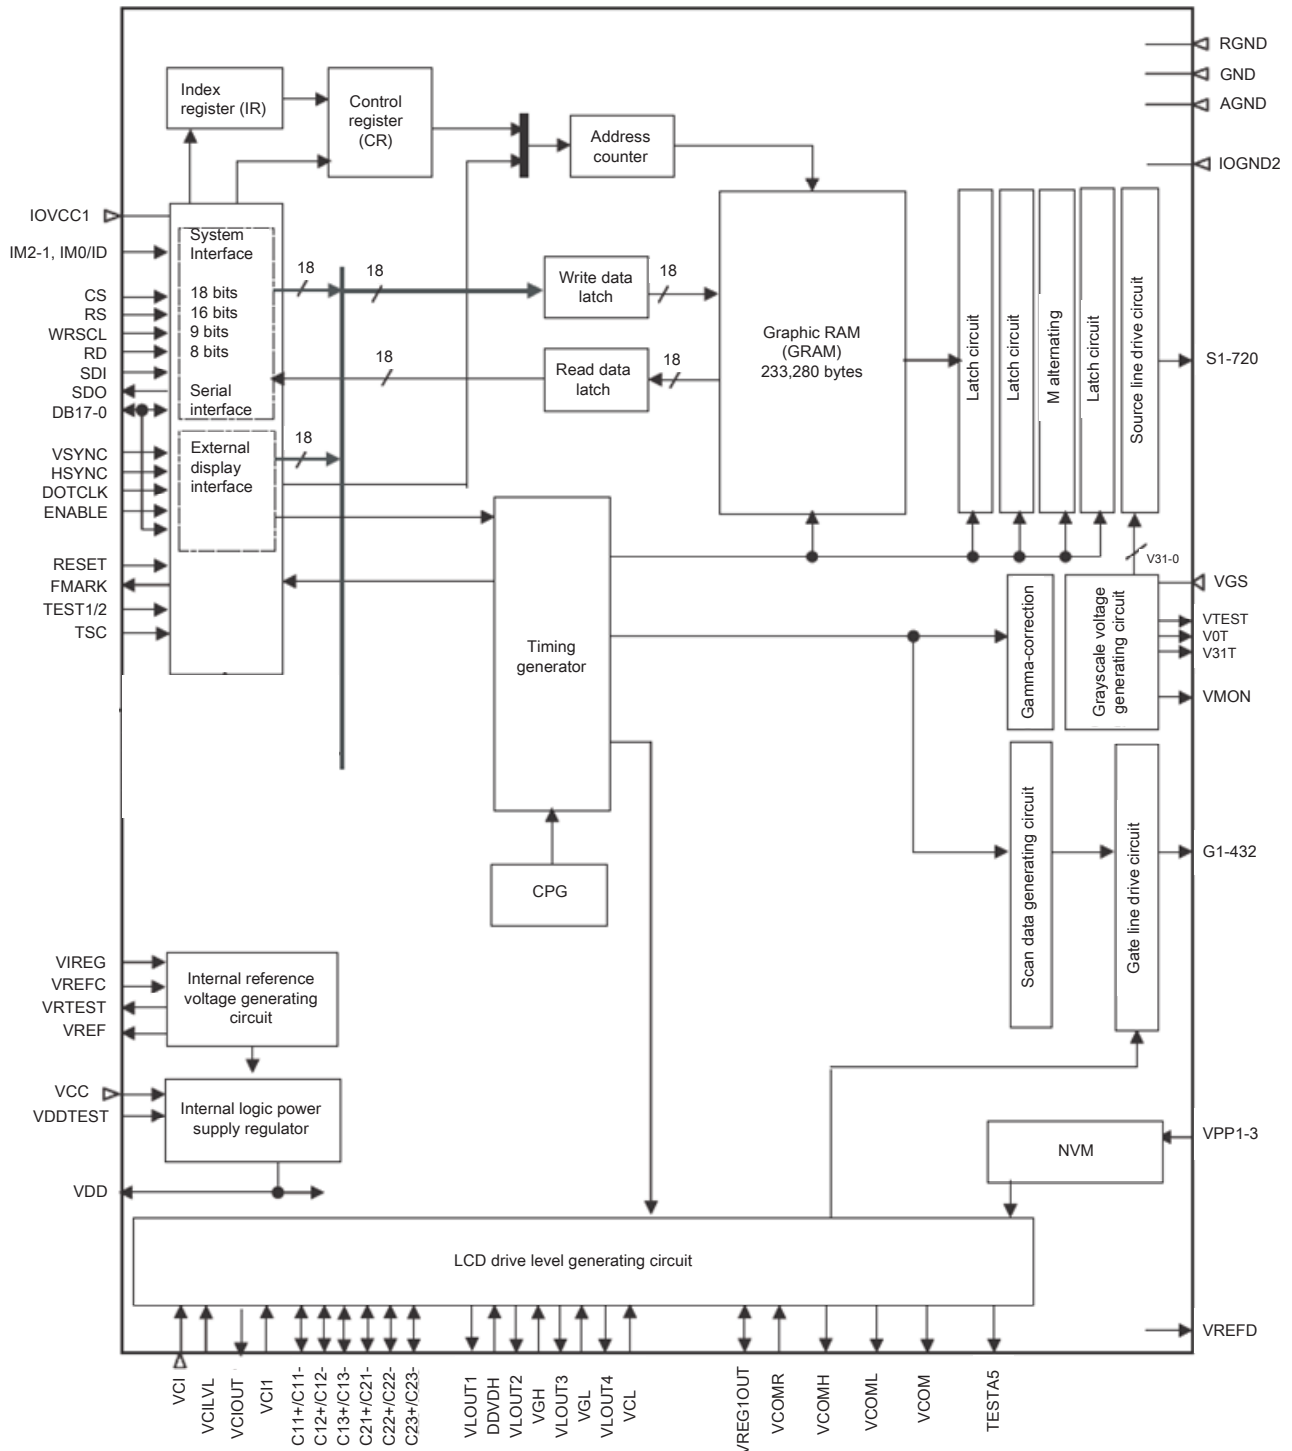 RGND
GND
AGND
IOGND2
Index
register (IR)
Control
register
(CR)
Address
counter
IOVCC1
IM2-1, IM0/ID
CS
RS
WRSCL
RD
SDI
SDO
DB17-0
VSYNC
HSYNC
DOTCLK
ENABLE
RESET
FMARK
TEST1/2
TSC
System
Interface
18 bits
16 bits
9 bits
8 bits
Serial
interface
External
display
interface
18
18
18
18
Write data
latch
18
Read data
latch
18
Graphic RAM
(GRAM)
233,280 bytes
Latch circuit
Latch circuit
M alternating
Latch circuit
Source line drive circuit
S1-720
V31-0
VGS
VTEST
V0T
V31T
VMON
Gamma-correction
Grayscale voltage
generating circuit
Timing
generator
CPG
Scan data generating circuit
Gate line drive circuit
G1-432
VIREG
VREFC
VRTEST
VREF
Internal reference
voltage generating
circuit
VCC
VDDTEST
Internal logic power
supply regulator
VDD
NVM
VPP1-3
LCD drive level generating circuit
VREFD
VCI
VCILVL
VCIOUT
VCI1
C11+/C11-
C12+/C12-
C13+/C13-
C21+/C21-
C22+/C22-
C23+/C23-
VLOUT1
DDVDH
VLOUT2
VGH
VLOUT3
VGL
VLOUT4
VCL
VREG1OUT
VCOMR
VCOMH
VCOML
VCOM
TESTA5